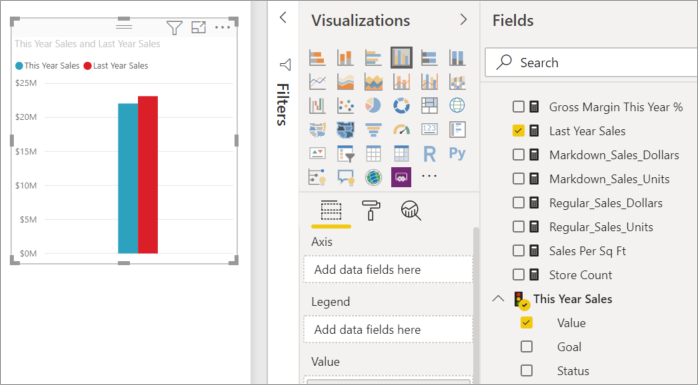 This Year Sales and Last Year Sales
This Year Sales Last Year Sales
$25M
$20M
$15M
$10M
$5M
$0M
Filters
Visualizations
R Py
Axis
Add data fields here
Legend
Add data fields here
Value
Fields
Search
Gross Margin This Year %
Last Year Sales
Markdown_Sales_Dollars
Markdown_Sales_Units
Regular_Sales_Dollars
Regular_Sales_Units
Sales Per Sq Ft
Store Count
This Year Sales
Value
Goal
Status